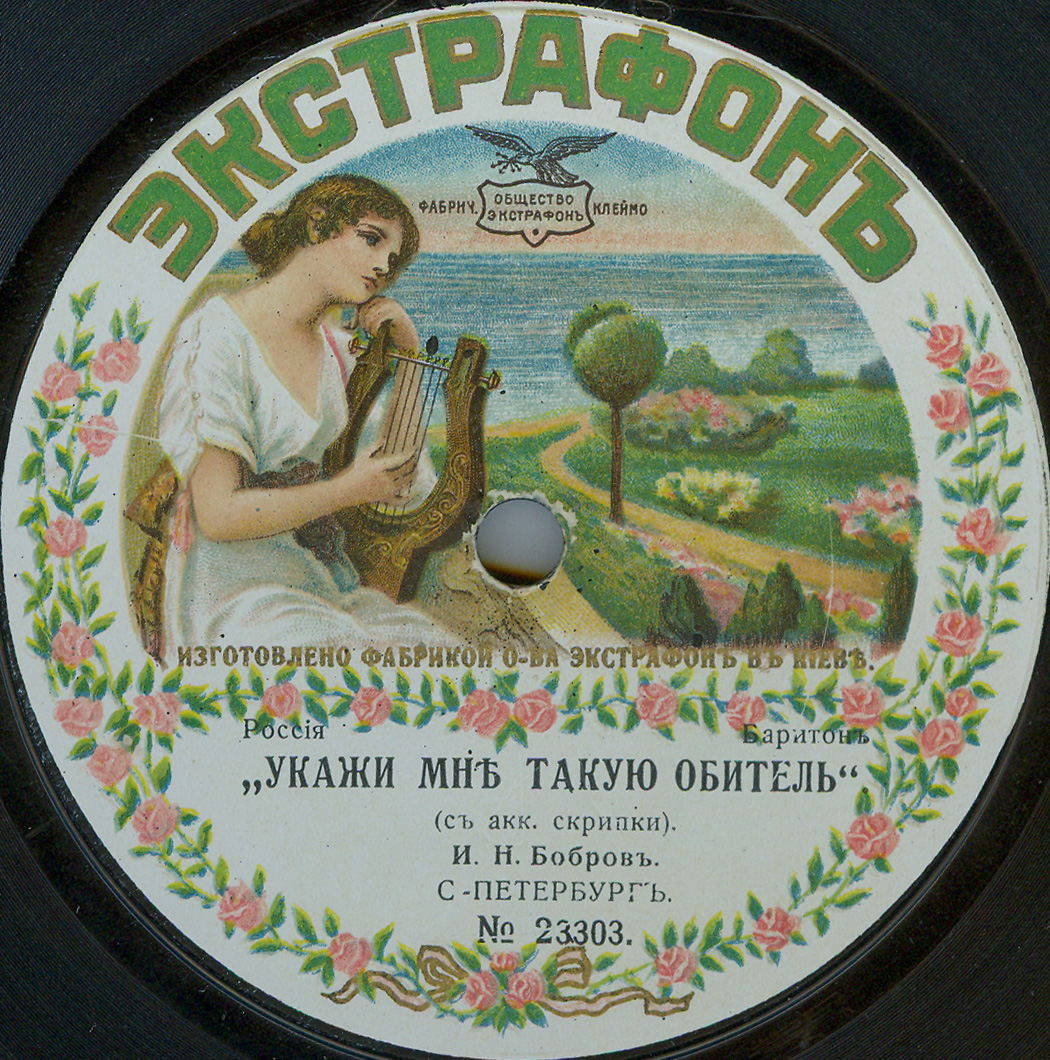 ЭКСТРАФОНЪ
ФАБРИЧ. ОБЩЕСТВО ЭКСТРАФОНЪ КЛЕЙМО
ИЗГОТОВЛЕНО ФАБРИКОЙ О-ВА ЭКСТРАФОНЪ ВЪ КІЕВѢ.
Россія Баритонъ
„УКАЖИ МНѢ ТАКУЮ ОБИТЕЛЬ“
(съ акк. скрипки).
И. Н. Бобровъ.
С-ПЕТЕРБУРГЪ.
№ 23303.